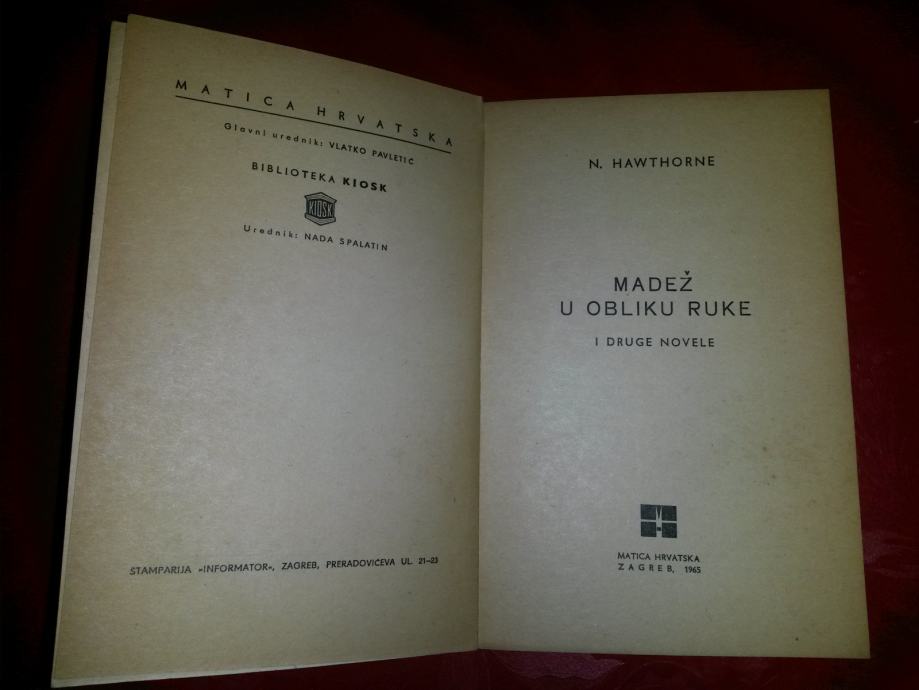 MATICA HRVATSKA
Glavni urednik: VLATKO PAVLETIĆ
BIBLIOTEKA KIOSK
KIOSK
Urednik: NADA SPALATIN
ŠTAMPARIJA »INFORMATOR«, ZAGREB, PRERADOVIĆEVA UL. 21–23
N. HAWTHORNE
MADEŽ
U OBLIKU RUKE
I DRUGE NOVELE
MATICA HRVATSKA
ZAGREB, 1965